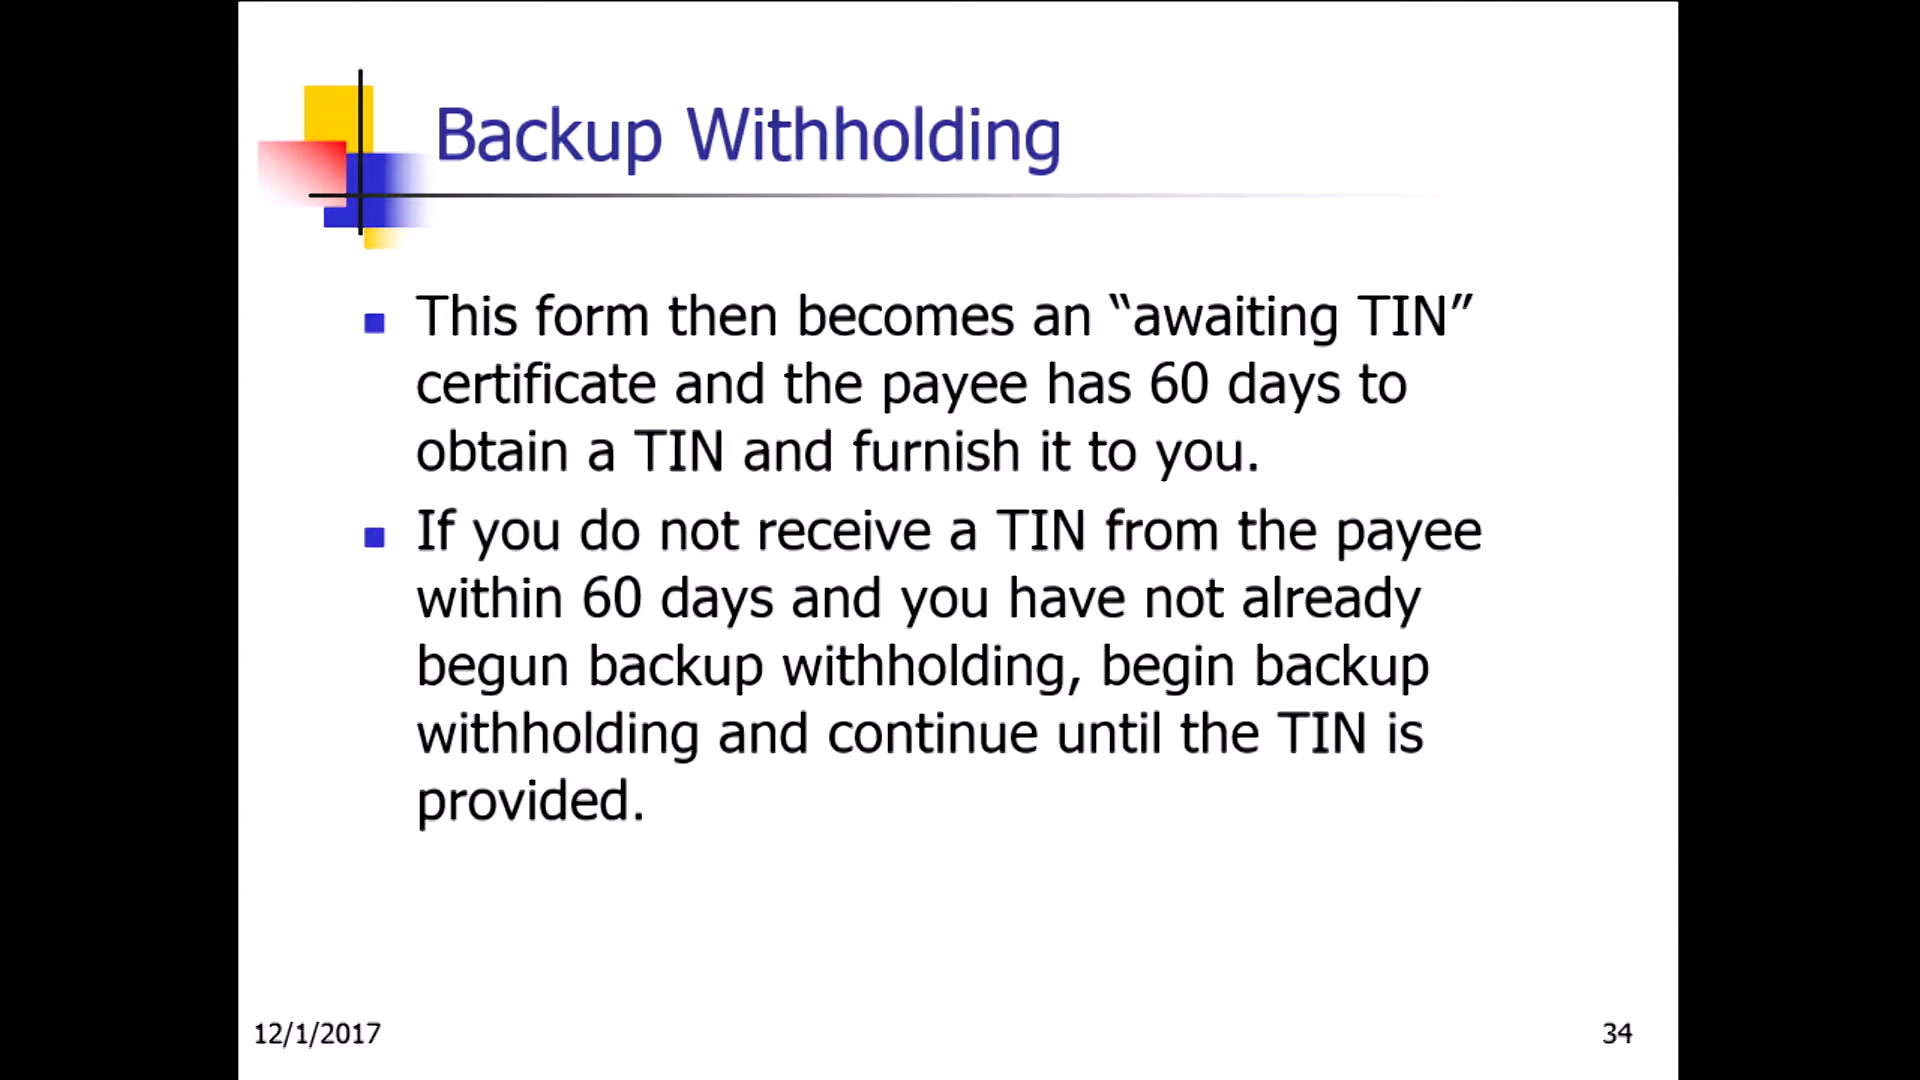 Backup Withholding
This form then becomes an “awaiting TIN”
certificate and the payee has 60 days to
obtain a TIN and furnish it to you.
If you do not receive a TIN from the payee
within 60 days and you have not already
begun backup withholding, begin backup
withholding and continue until the TIN is
provided.
12/1/2017
34